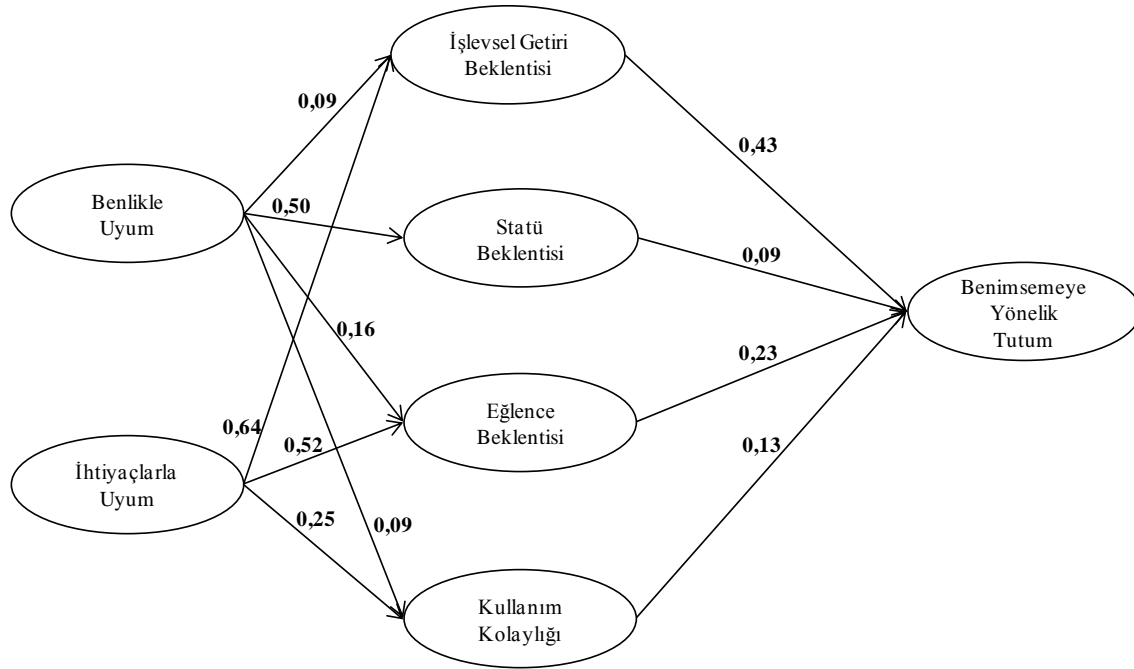 İşlevsel Getiri
Beklentisi
0,09
0,43
Benlikle
Uyum
0,50
Statü
Beklentisi
0,09
Benimsemeye
Yönelik
Tutum
0,16
0,23
Eğlence
Beklentisi
0,64
0,52
0,13
İhtiyaçlarla
Uyum
0,25
0,09
Kullanım
Kolaylığı